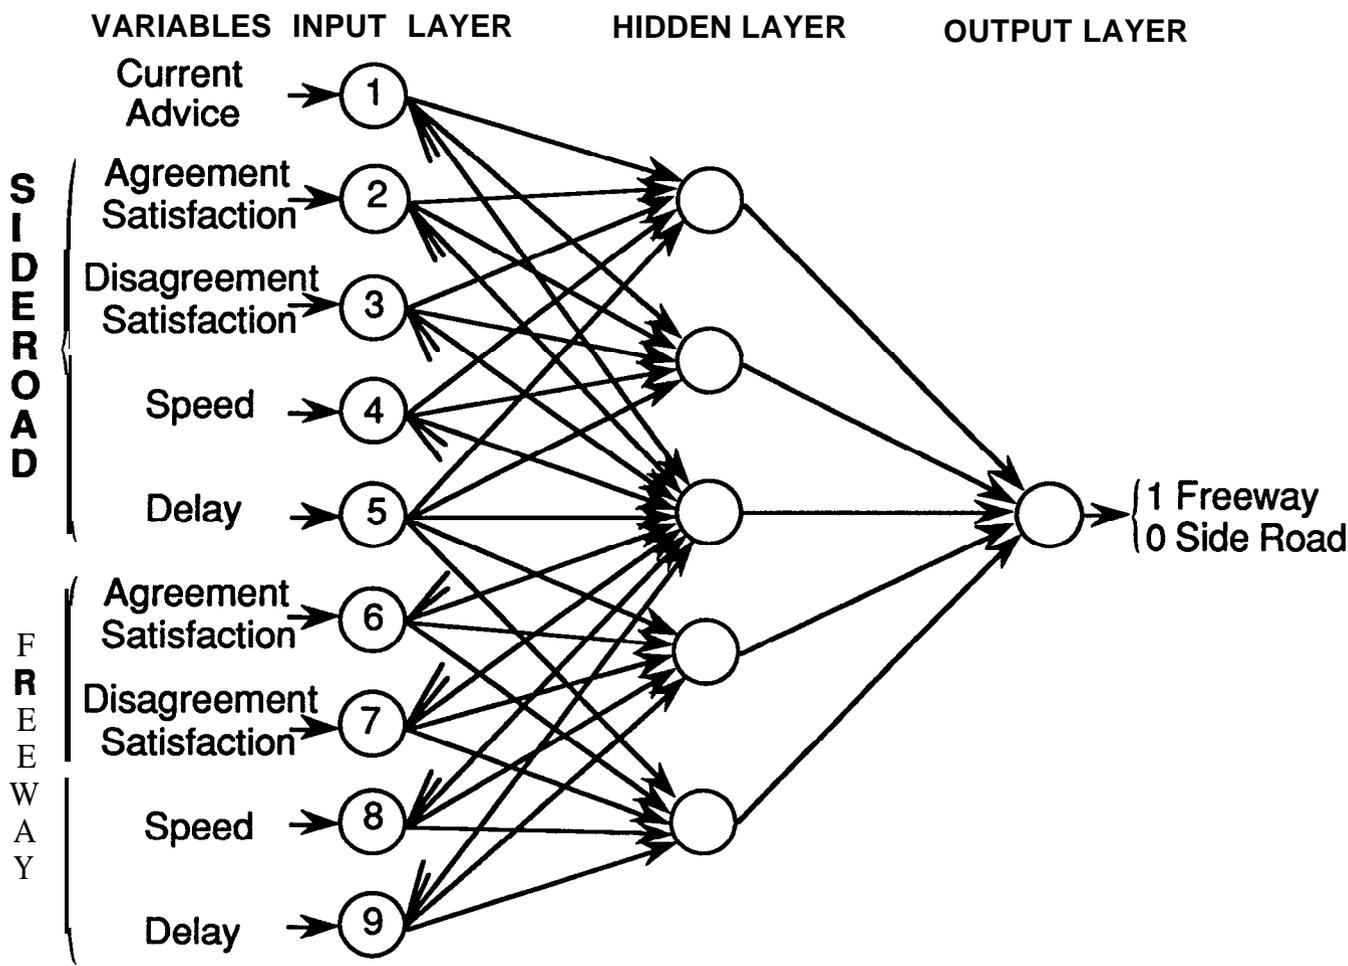 VARIABLES INPUT LAYER HIDDEN LAYER OUTPUT LAYER
Current
Advice
1
SIDEROAD
Agreement
Satisfaction
2
Disagreement
Satisfaction
3
Speed
4
Delay
5
FREEWAY
Agreement
Satisfaction
6
Disagreement
Satisfaction
7
Speed
8
Delay
9
1 Freeway
0 Side Road